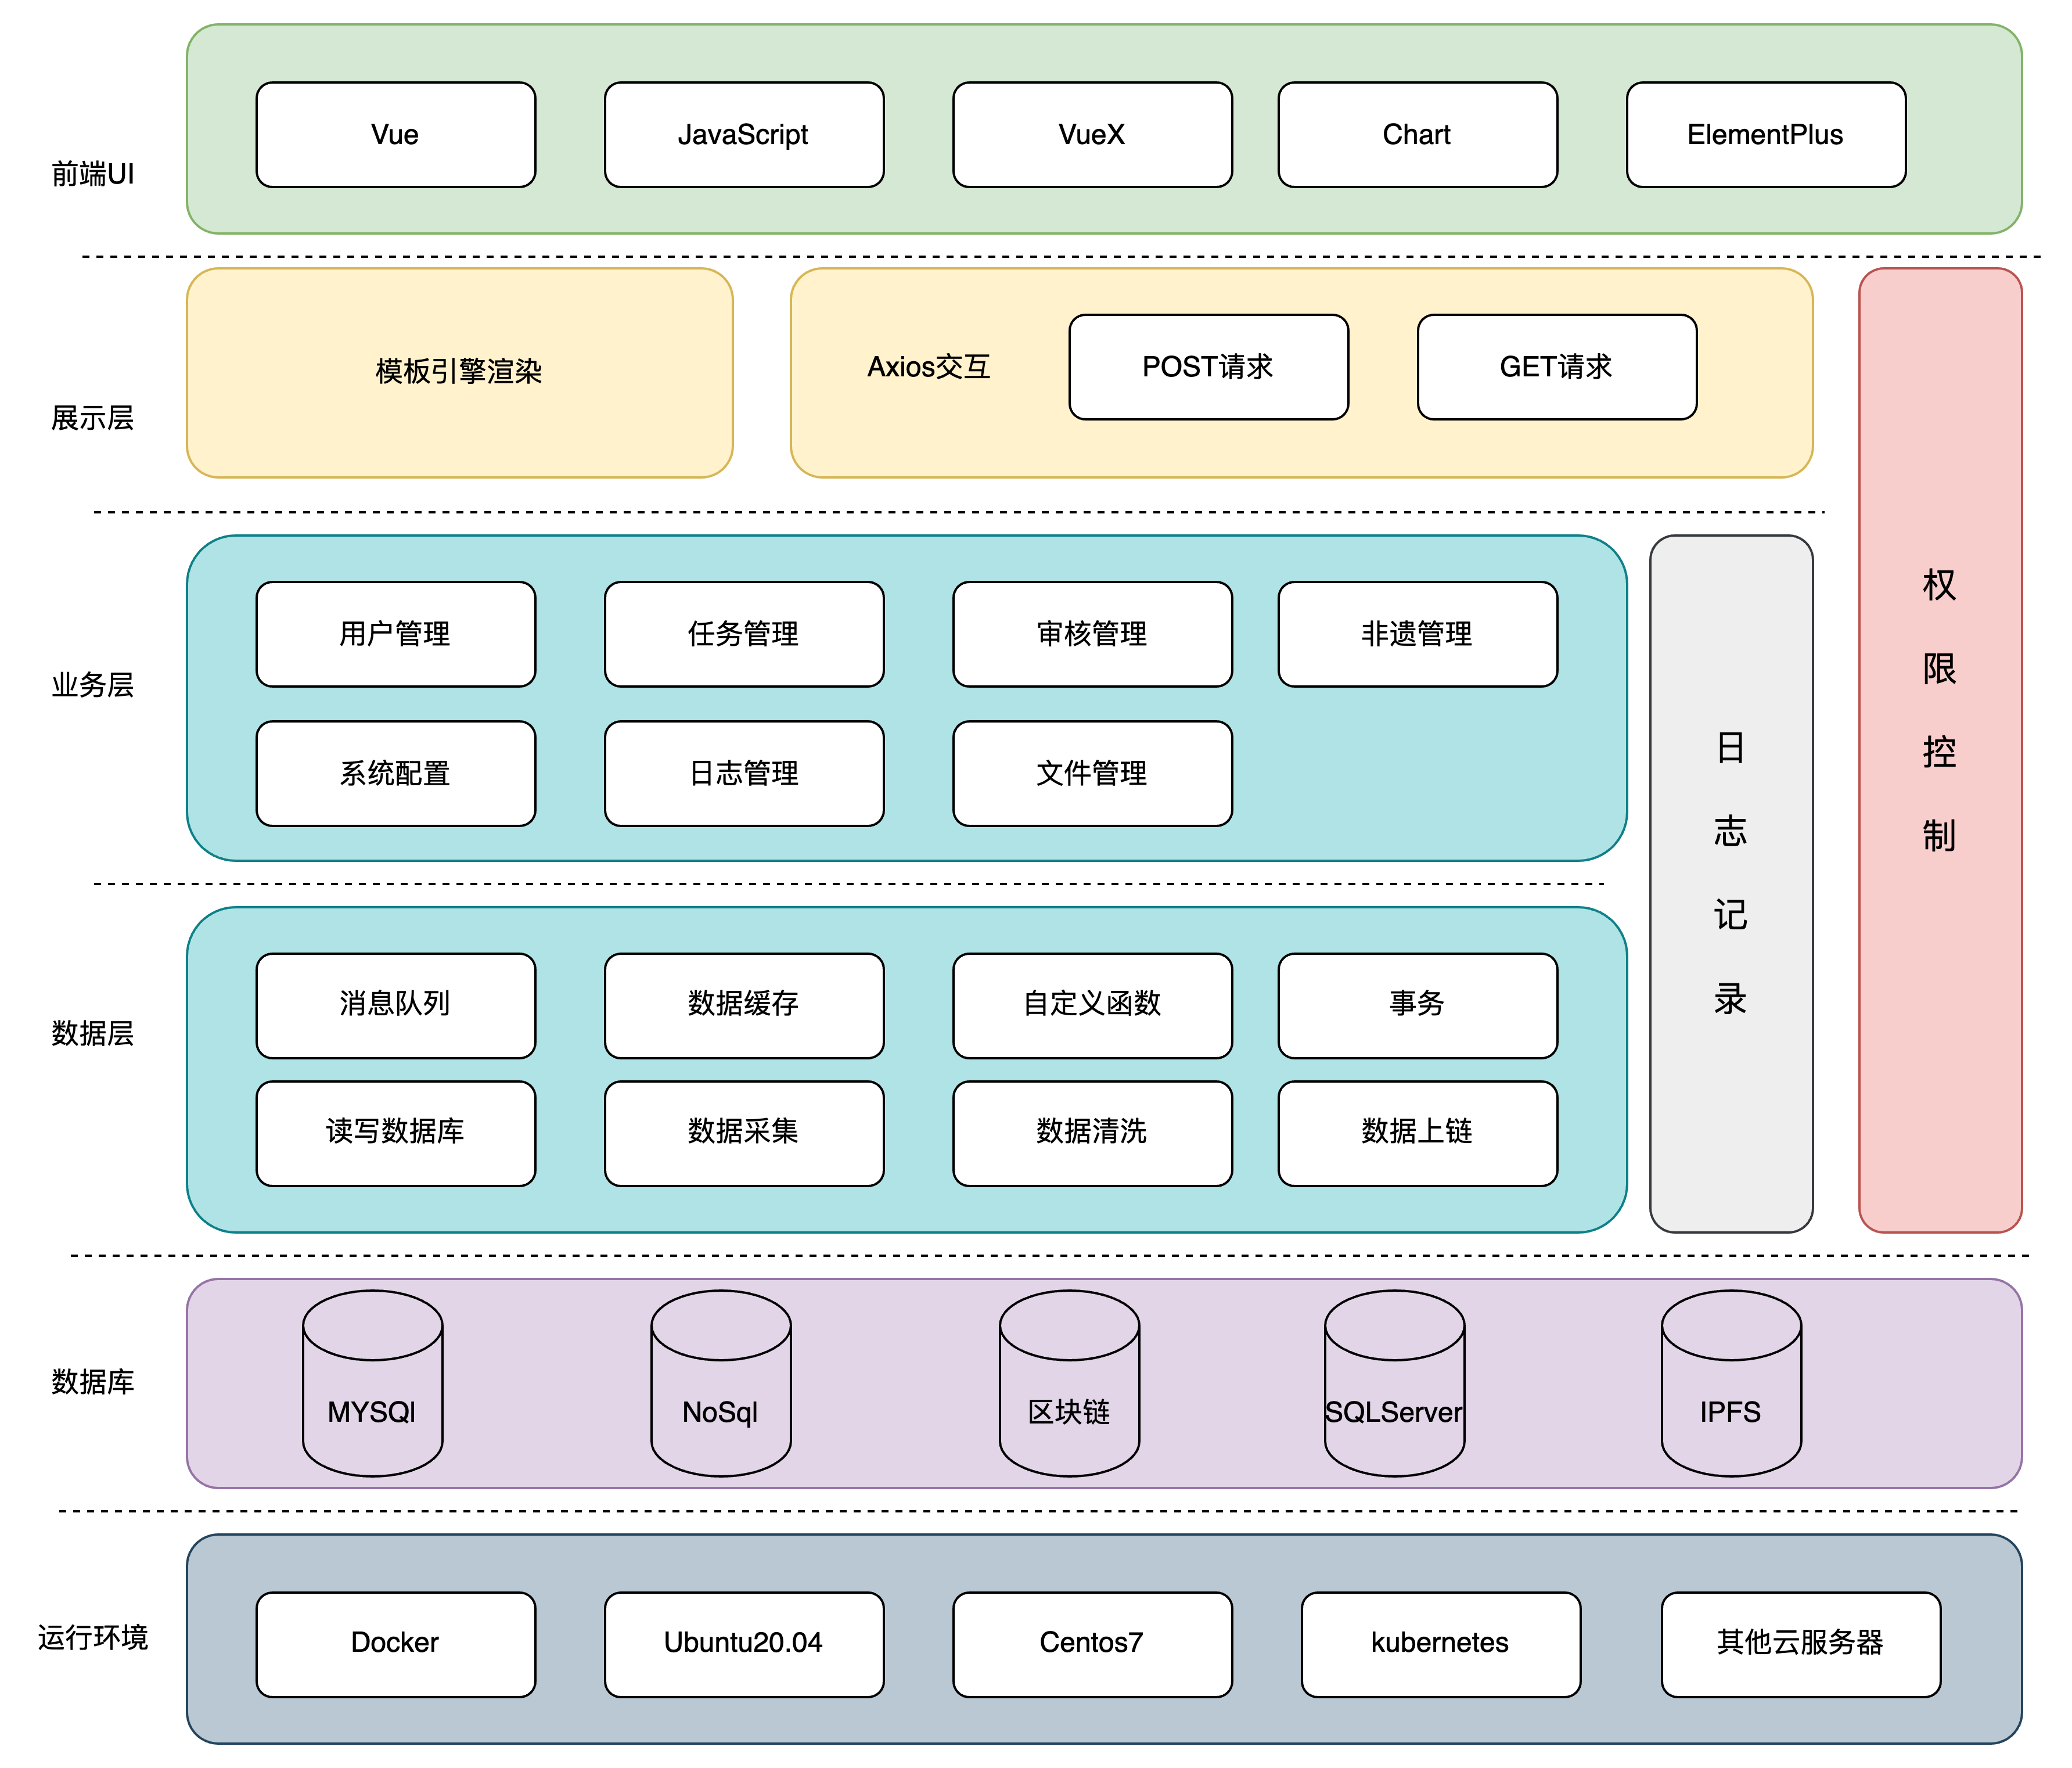 前端UI
Vue
JavaScript
VueX
Chart
ElementPlus
展示层
模板引擎渲染
Axios交互
POST请求
GET请求
业务层
用户管理
任务管理
审核管理
非遗管理
系统配置
日志管理
文件管理
数据层
消息队列
数据缓存
自定义函数
事务
读写数据库
数据采集
数据清洗
数据上链
日
志
记
录
权
限
控
制
数据库
MYSQl
NoSql
区块链
SQLServer
IPFS
运行环境
Docker
Ubuntu20.04
Centos7
kubernetes
其他云服务器